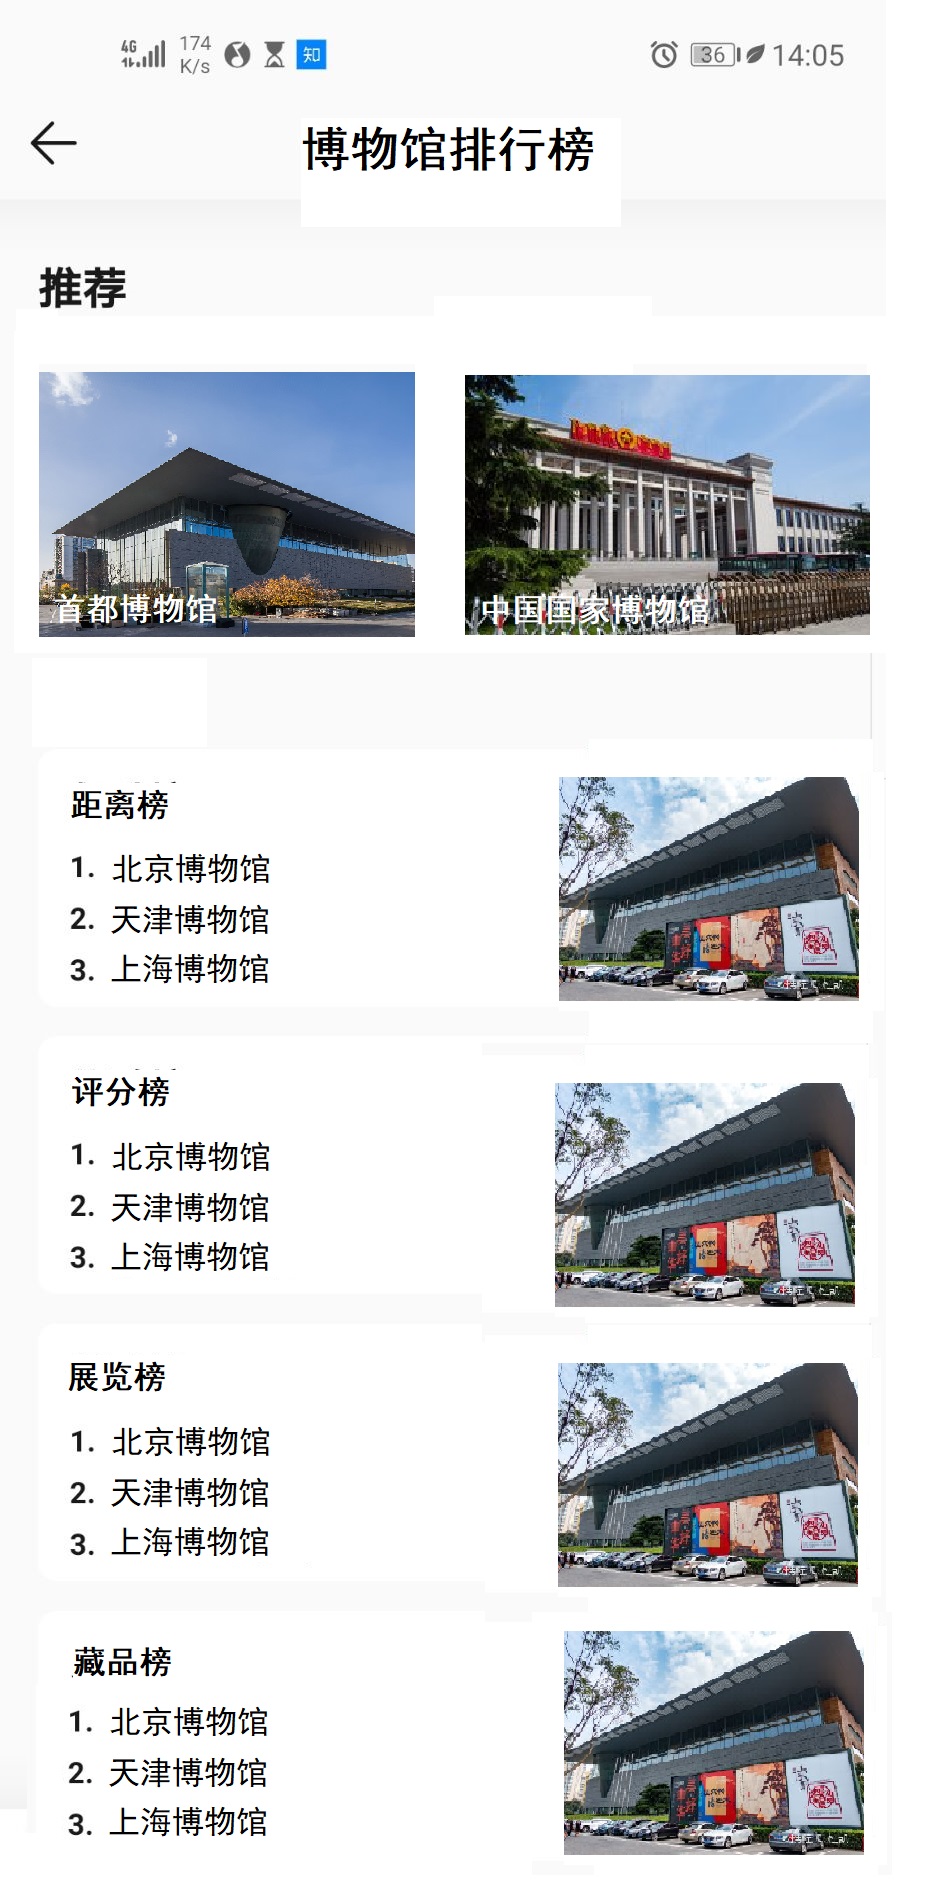 4G 174 K/s 知 36 14:05
博物馆排行榜
推荐
首都博物馆
中国国家博物馆
距离榜
1. 北京博物馆
2. 天津博物馆
3. 上海博物馆
评分榜
1. 北京博物馆
2. 天津博物馆
3. 上海博物馆
展览榜
1. 北京博物馆
2. 天津博物馆
3. 上海博物馆
藏品榜
1. 北京博物馆
2. 天津博物馆
3. 上海博物馆